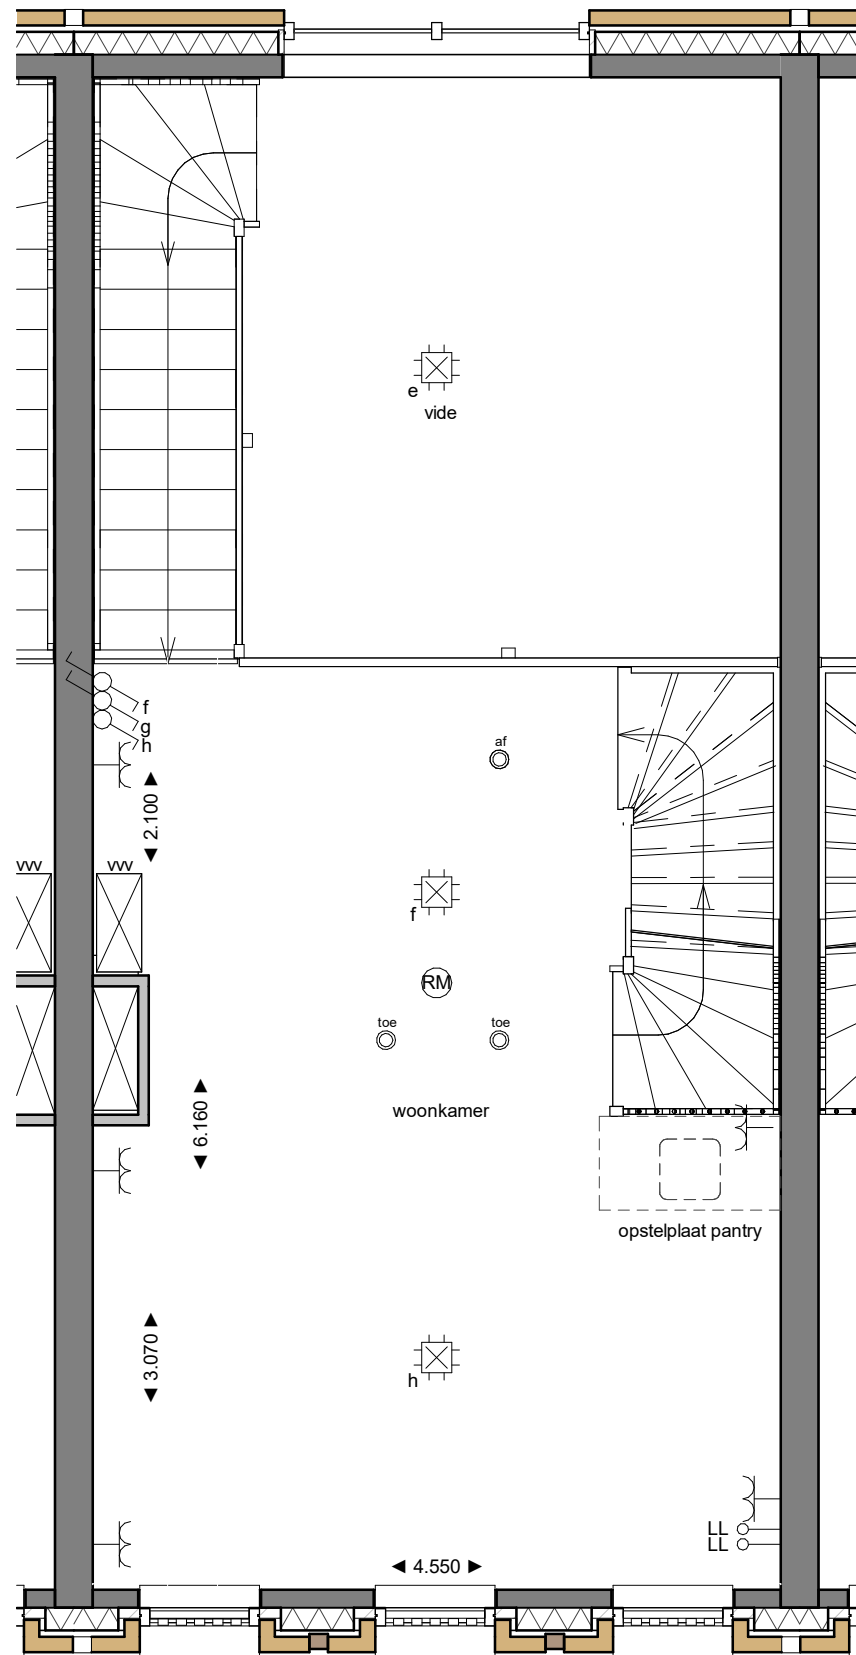 e
vide
f
g
h
af
2.100
VVV
VVV
f
RM
toe
toe
6.160
woonkamer
opstelplaat pantry
3.070
h
LL
LL
4.550